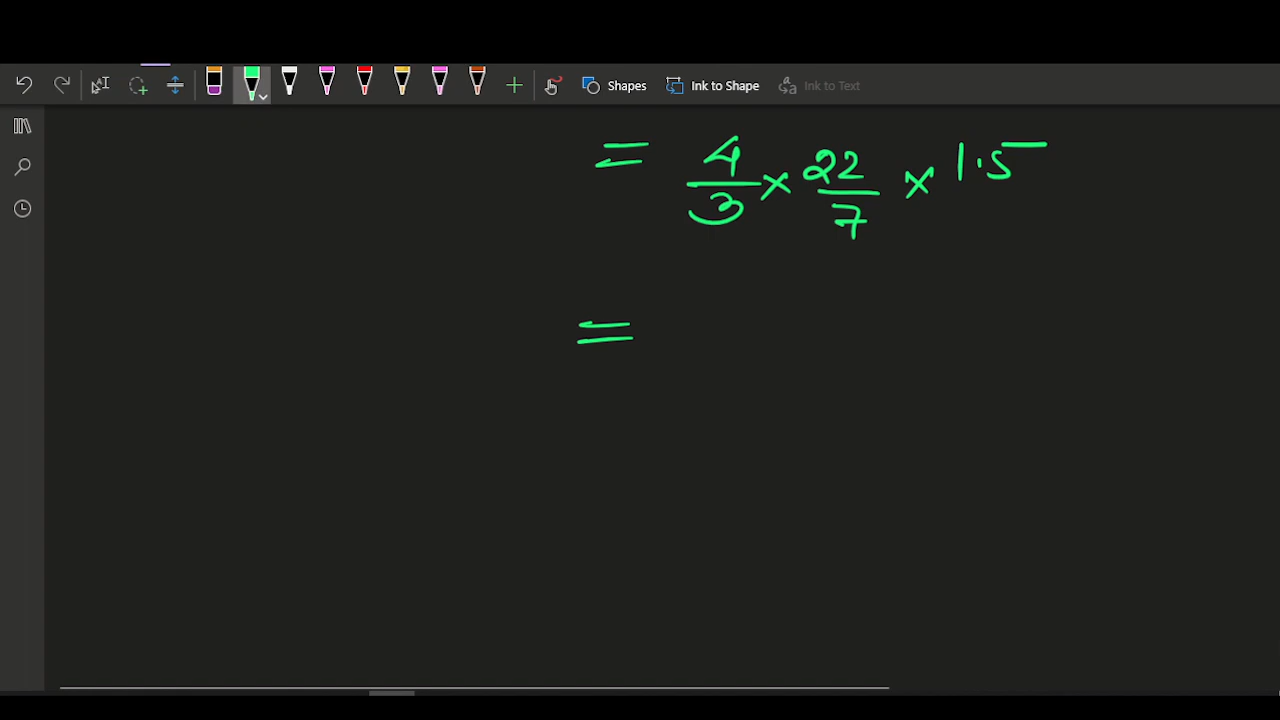 Shapes Ink to Shape Ink to Text
= 4/3 × 22/7 × 1.5
=